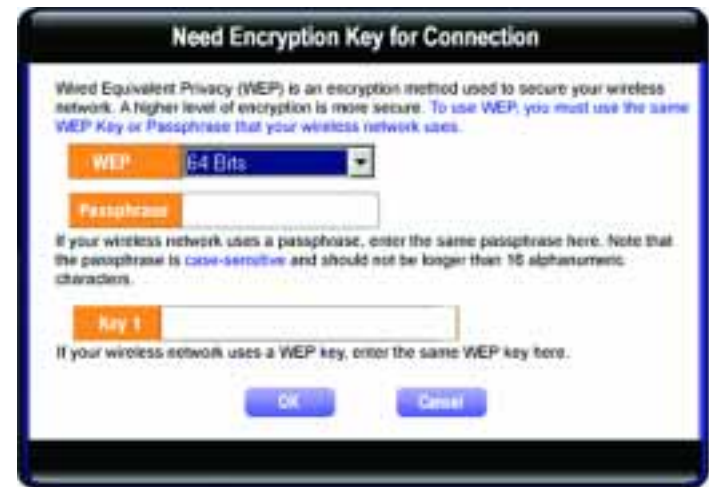 Need Encryption Key for Connection
Wired Equivalent Privacy (WEP) is an encryption method used to secure your wireless
network. A higher level of encryption is more secure. To use WEP, you must use the same
WEP Key or Passphrase that your wireless network uses.
WEP 64 Bits
Passphrase
If your wireless network uses a passphrase, enter the same passphrase here. Note that
the passphrase is case-sensitive and should not be longer than 16 alphanumeric
characters.
Key 1
If your wireless network uses a WEP key, enter the same WEP key here.
OK Cancel